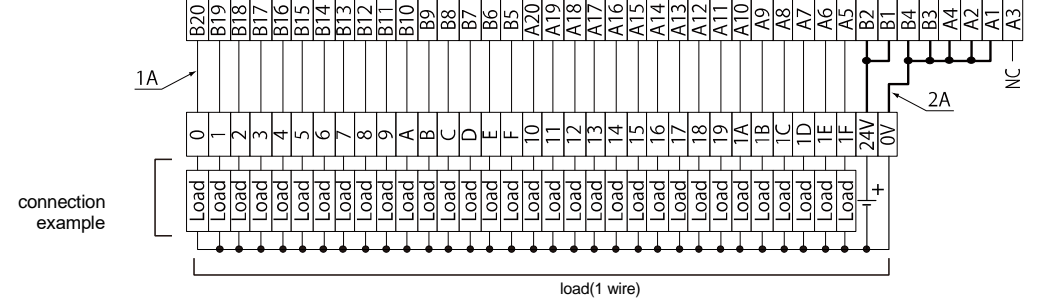 B20 B19 B18 B17 B16 B15 B14 B13 B12 B11 B10 B9 B8 B7 B6 B5 A20 A19 A18 A17 A16 A15 A14 A13 A12 A11 A10 A9 A8 A7 A6 A5 B2 B1 B4 B3 A4 A2 A1 A3
1A
NC
2A
0 1 2 3 4 5 6 7 8 9 A B C D E F 10 11 12 13 14 15 16 17 18 19 1A 1B 1C 1D 1E 1F 24V 0V
Load Load Load Load Load Load Load Load Load Load Load Load Load Load Load Load Load Load Load Load Load Load Load Load Load Load Load Load Load Load Load Load +
connection
example
load(1 wire)